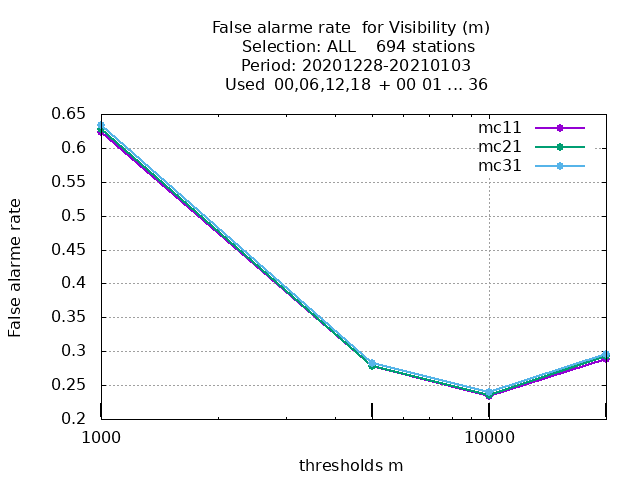 False alarme rate  for Visibility (m)
Selection: ALL    694 stations
Period: 20201228-20210103
Used  00,06,12,18 + 00 01 ... 36
mc11
mc21
mc31
0.65
0.6
0.55
0.5
0.45
0.4
0.35
0.3
0.25
0.2
False alarme rate
1000
10000
thresholds m